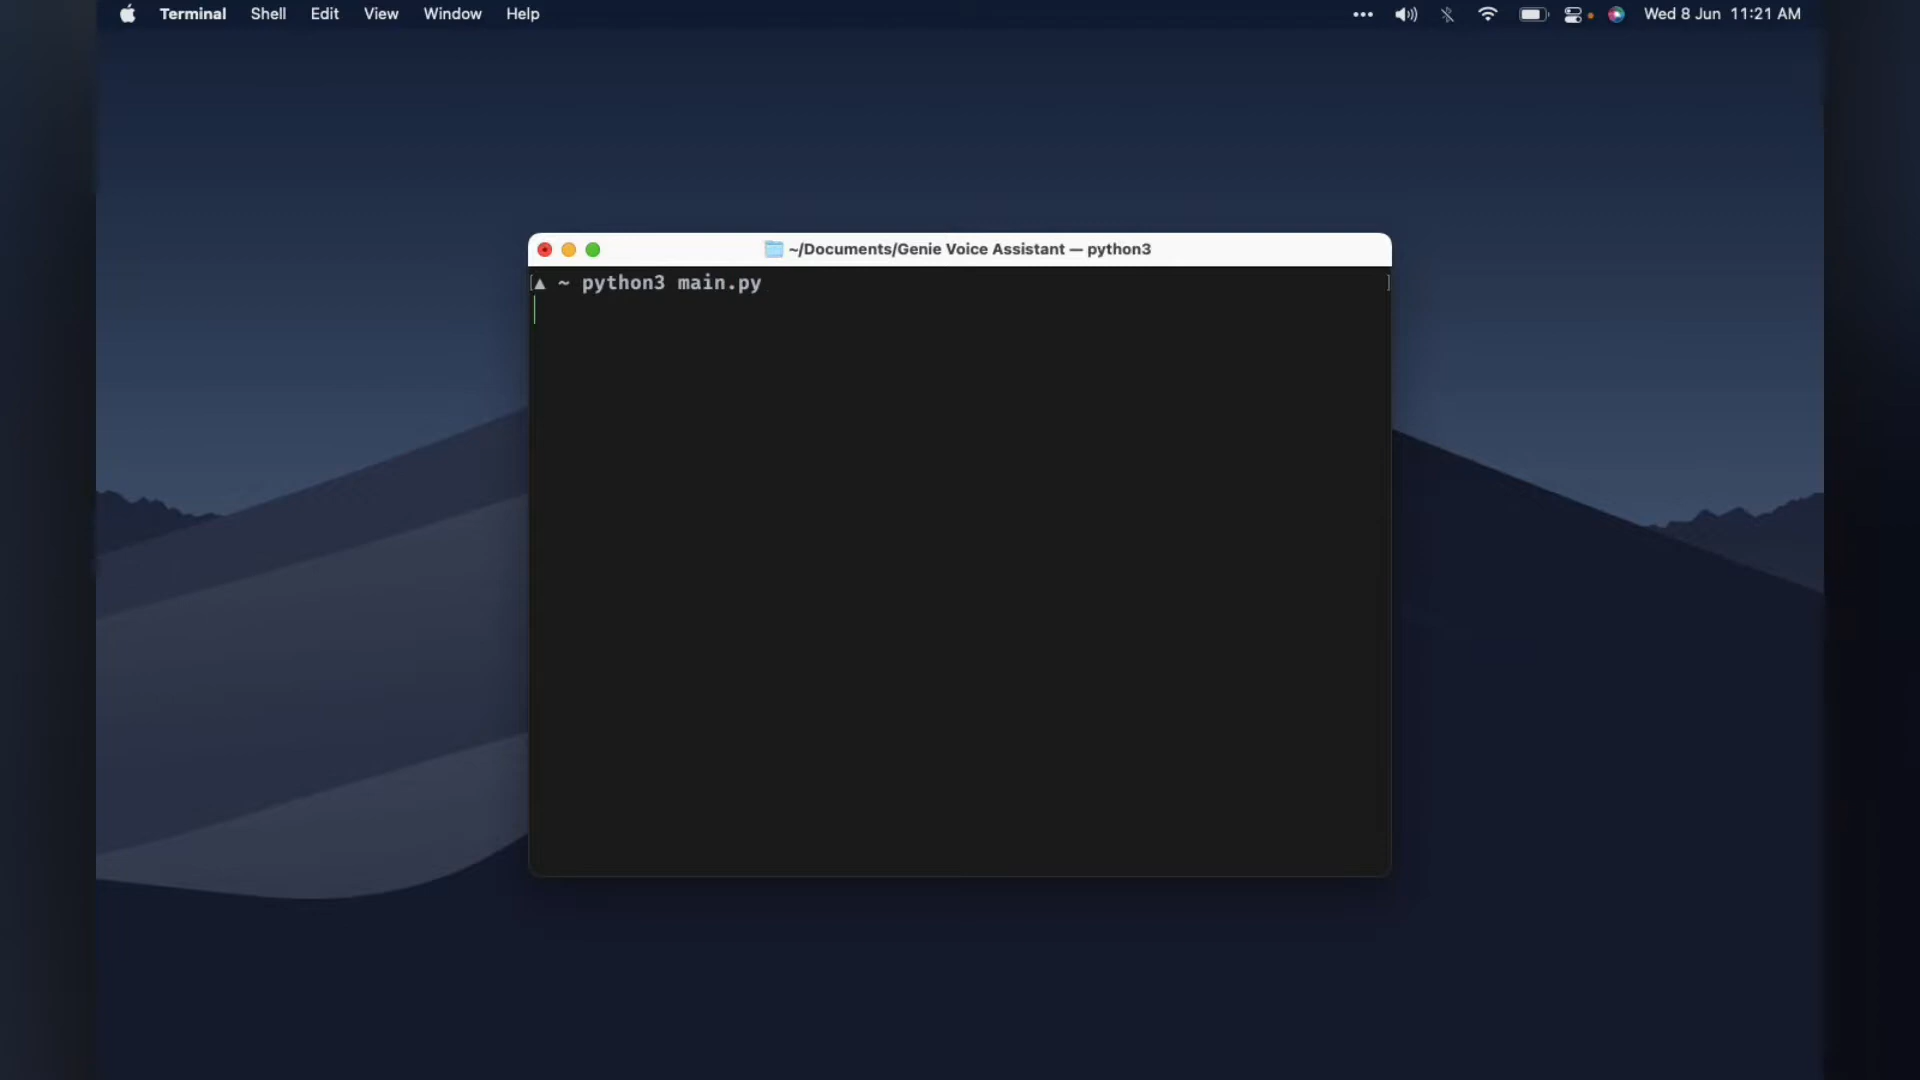 Terminal Shell Edit View Window Help Wed 8 Jun 11:21 AM
~/Documents/Genie Voice Assistant — python3
[▲ ~ python3 main.py ]